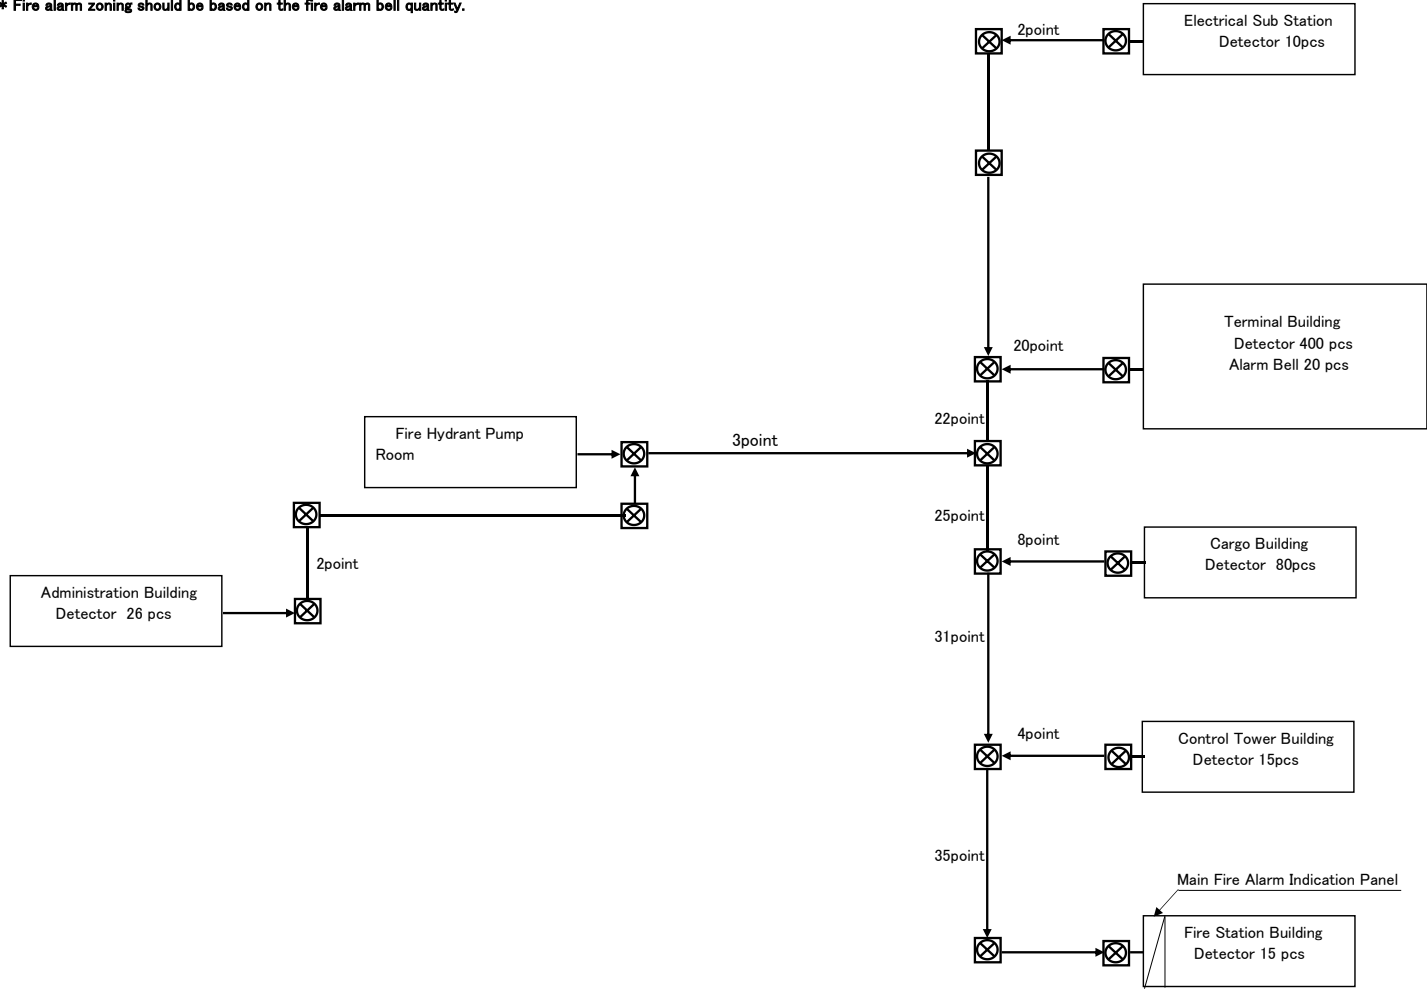 * Fire alarm zoning should be based on the fire alarm bell quantity.
Electrical Sub Station
Detector 10pcs
2point
Terminal Building
Detector 400 pcs
Alarm Bell 20 pcs
20point
22point
Fire Hydrant Pump
Room
3point
25point
8point
Cargo Building
Detector 80pcs
2point
Administration Building
Detector 26 pcs
31point
4point
Control Tower Building
Detector 15pcs
35point
Main Fire Alarm Indication Panel
Fire Station Building
Detector 15 pcs